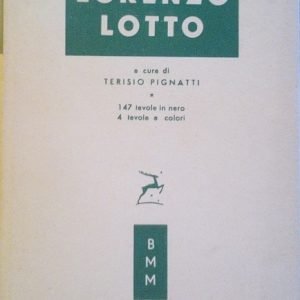 LORENZO
LOTTO
a cura di
TERISIO PIGNATTI
147 tavole in nero
4 tavole a colori
B
M
M